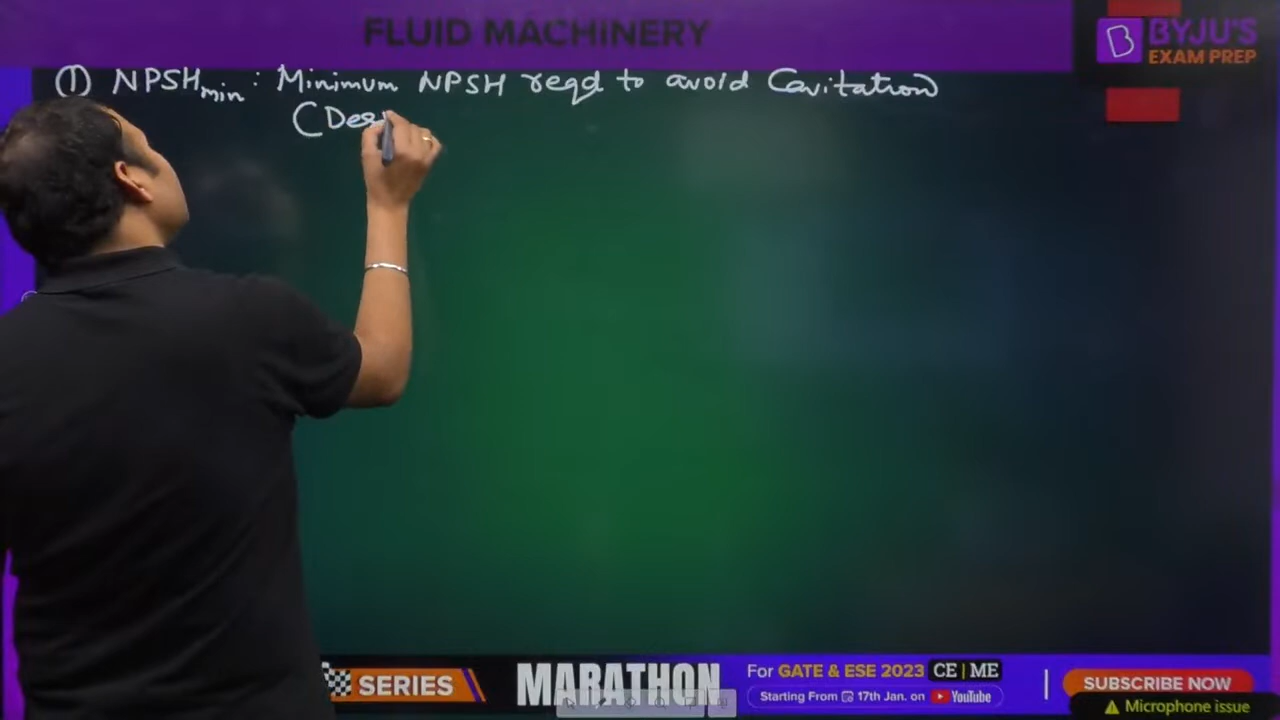 FLUID MACHINERY
BYJU'S
EXAM PREP
① NPSHmin : Minimum NPSH reqd to avoid Cavitation
(Des
SERIES
MARATHON
For GATE & ESE 2023 CE | ME
Starting From 17th Jan. on YouTube
SUBSCRIBE NOW
Microphone issue